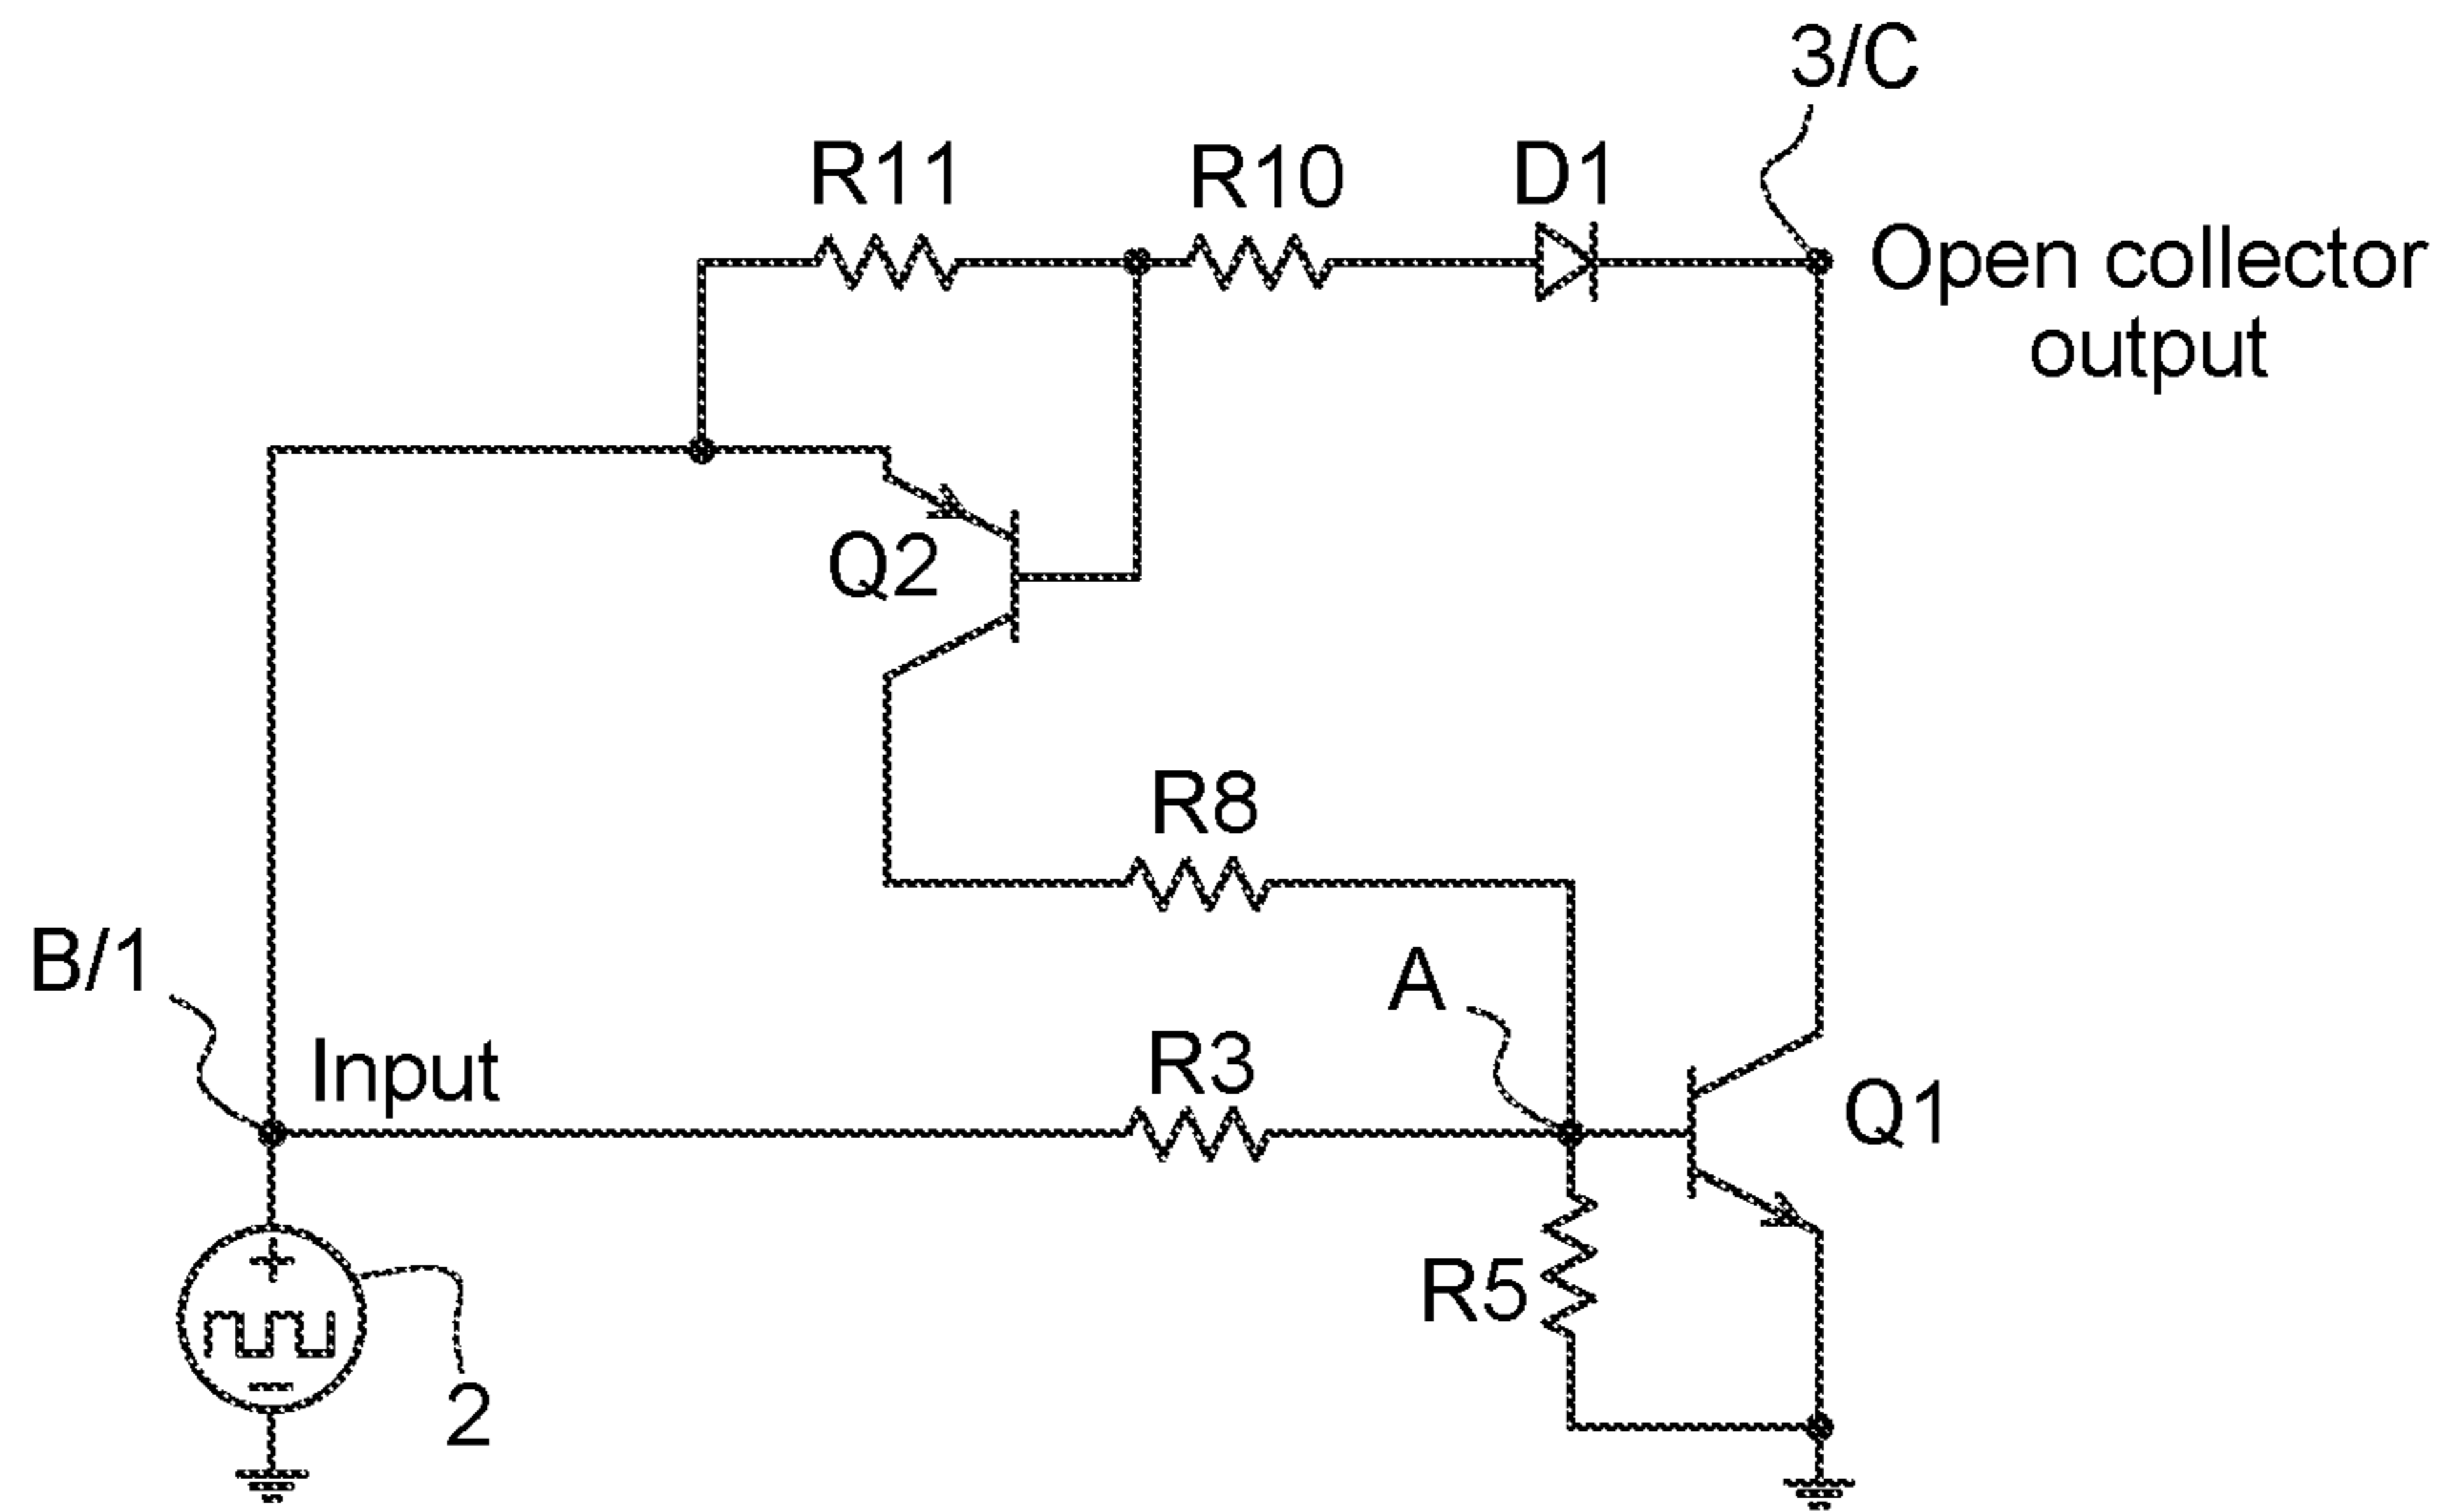 3/C
R11
R10
D1
Open collector
output
Q2
R8
B/1
A
Input
R3
Q1
R5
+
−
2